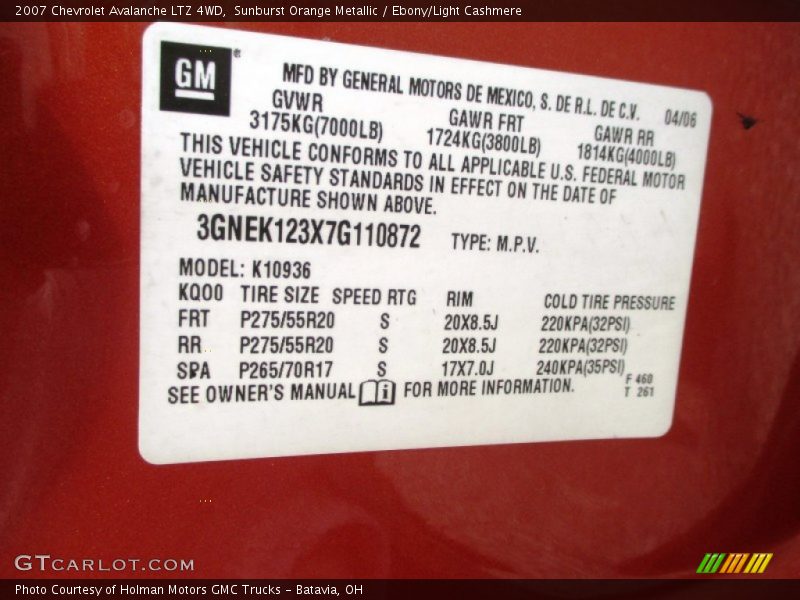 2007 Chevrolet Avalanche LTZ 4WD,  Sunburst Orange Metallic / Ebony/Light Cashmere
GM®
MFD BY GENERAL MOTORS DE MEXICO, S. DE R.L. DE C.V. 04/06
GVWR GAWR FRT GAWR RR
3175KG(7000LB) 1724KG(3800LB) 1814KG(4000LB)
THIS VEHICLE CONFORMS TO ALL APPLICABLE U.S. FEDERAL MOTOR
VEHICLE SAFETY STANDARDS IN EFFECT ON THE DATE OF
MANUFACTURE SHOWN ABOVE.
3GNEK123X7G110872 TYPE: M.P.V.
MODEL: K10936
KQ00 TIRE SIZE SPEED RTG RIM COLD TIRE PRESSURE
FRT P275/55R20 S 20X8.5J 220KPA(32PSI)
RR P275/55R20 S 20X8.5J 220KPA(32PSI)
SPA P265/70R17 S 17X7.0J 240KPA(35PSI)
SEE OWNER'S MANUAL i FOR MORE INFORMATION.
F 460
T 261
GTCARLOT.COM
Photo Courtesy of Holman Motors GMC Trucks - Batavia, OH